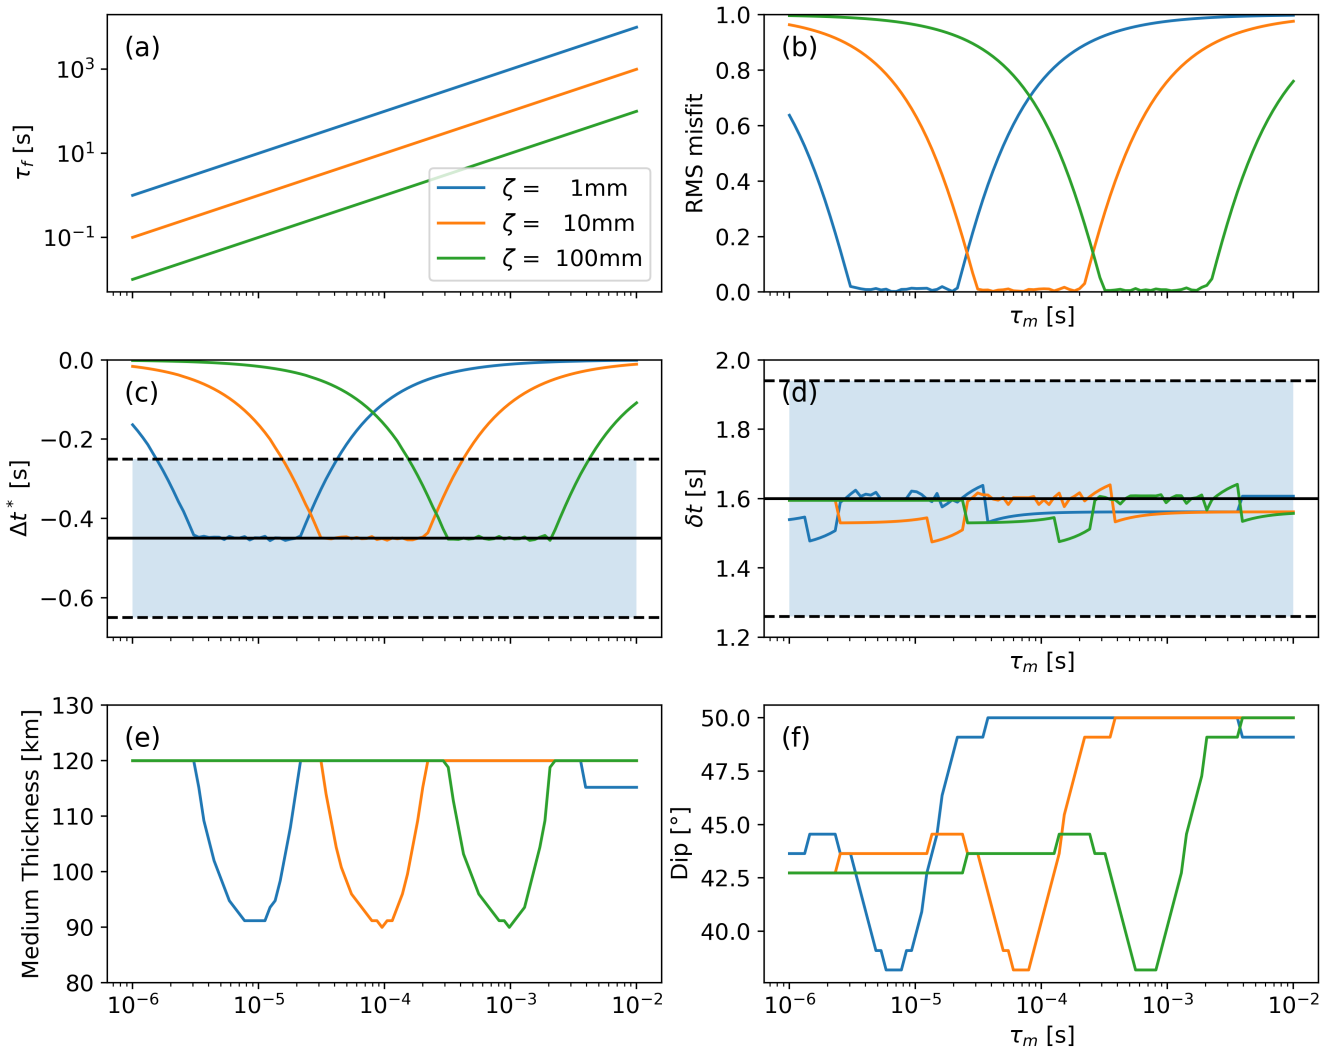 (a)
τ_f [s]
10³
10¹
10⁻¹
ζ = 1mm
ζ = 10mm
ζ = 100mm
(b)
RMS misfit
1.0
0.8
0.6
0.4
0.2
0.0
τ_m [s]
(c)
Δt* [s]
0.0
−0.2
−0.4
−0.6
(d)
δt [s]
2.0
1.8
1.6
1.4
1.2
τ_m [s]
(e)
Medium Thickness [km]
130
120
110
100
90
80
10⁻⁶ 10⁻⁵ 10⁻⁴ 10⁻³ 10⁻²
(f)
Dip [°]
50.0
47.5
45.0
42.5
40.0
10⁻⁶ 10⁻⁵ 10⁻⁴ 10⁻³ 10⁻²
τ_m [s]